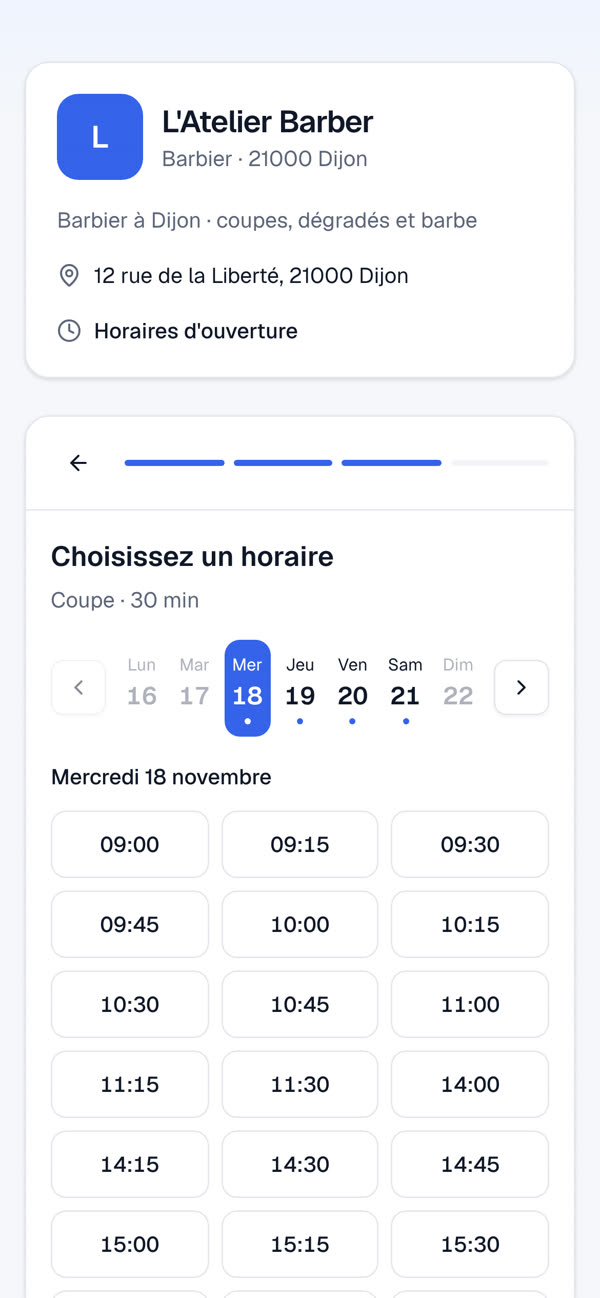 L
L'Atelier Barber
Barbier · 21000 Dijon
Barbier à Dijon · coupes, dégradés et barbe
12 rue de la Liberté, 21000 Dijon
Horaires d'ouverture
Choisissez un horaire
Coupe · 30 min
Lun Mar Mer Jeu Ven Sam Dim
16 17 18 19 20 21 22
Mercredi 18 novembre
09:00 09:15 09:30
09:45 10:00 10:15
10:30 10:45 11:00
11:15 11:30 14:00
14:15 14:30 14:45
15:00 15:15 15:30